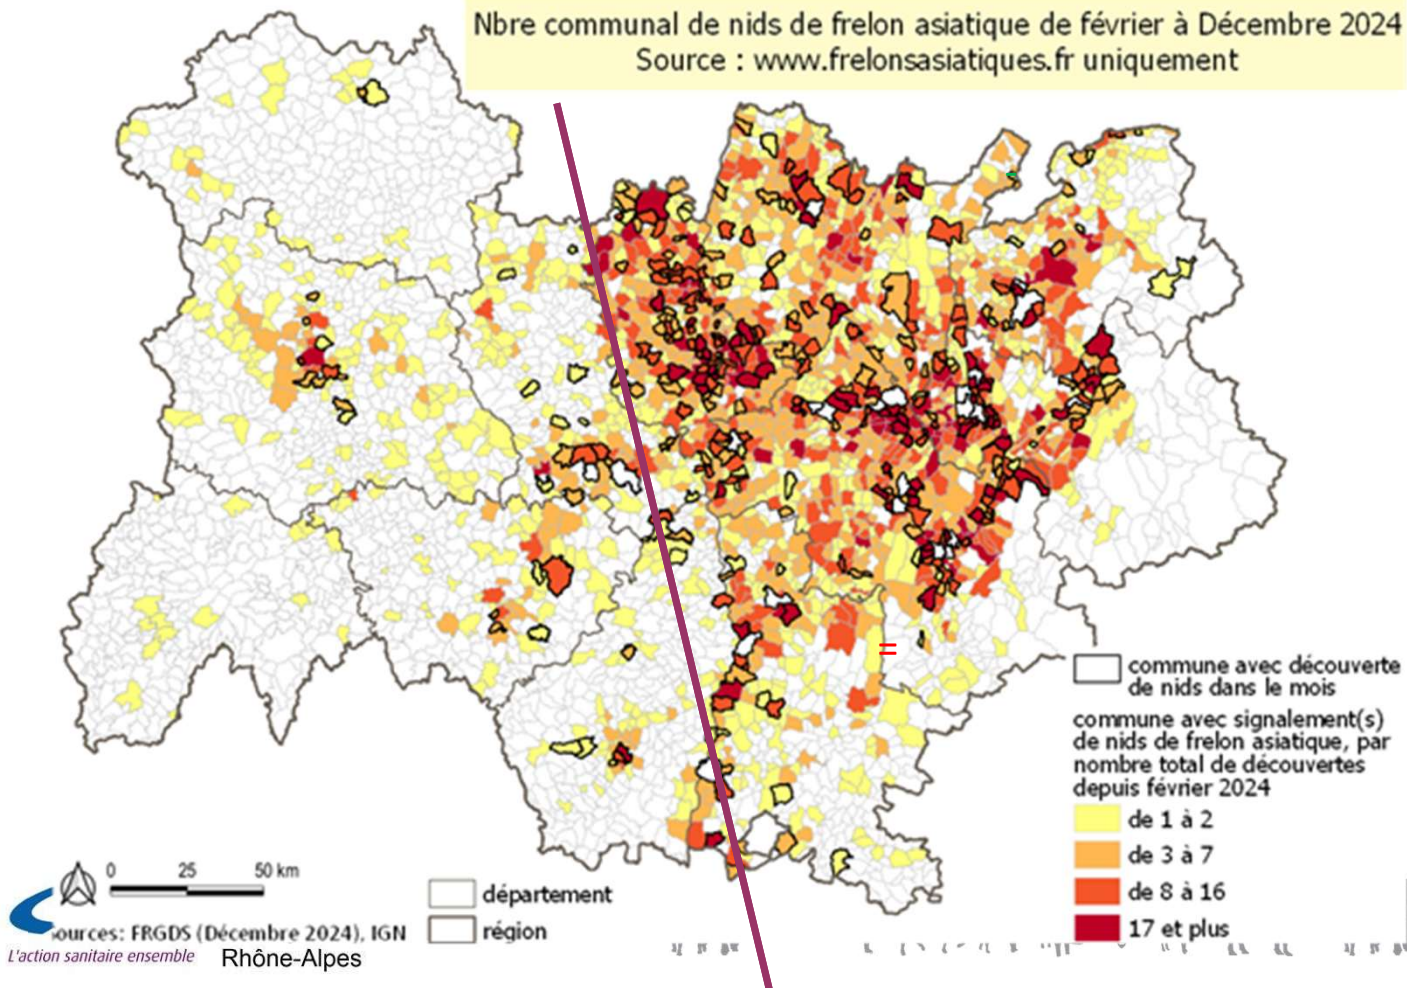 Nbre communal de nids de frelon asiatique de février à Décembre 2024
Source : www.frelonsasiatiques.fr uniquement
commune avec découverte
de nids dans le mois
commune avec signalement(s)
de nids de frelon asiatique, par
nombre total de découvertes
depuis février 2024
de 1 à 2
de 3 à 7
de 8 à 16
17 et plus
0 25 50 km
département
région
ources: FRGDS (Décembre 2024), IGN
L'action sanitaire ensemble
Rhône-Alpes